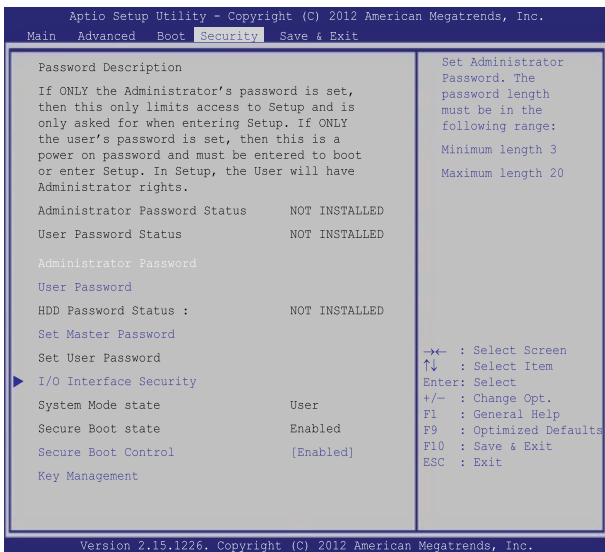 Aptio Setup Utility - Copyright (C) 2012 American Megatrends, Inc.
Main Advanced Boot Security Save & Exit
Password Description
If ONLY the Administrator's password is set,
then this only limits access to Setup and is
only asked for when entering Setup. If ONLY
the user's password is set, then this is a
power on password and must be entered to boot
or enter Setup. In Setup, the User will have
Administrator rights.
Administrator Password Status NOT INSTALLED
User Password Status NOT INSTALLED
Administrator Password
User Password
HDD Password Status : NOT INSTALLED
Set Master Password
Set User Password
I/O Interface Security
System Mode state User
Secure Boot state Enabled
Secure Boot Control [Enabled]
Key Management
Set Administrator
Password. The
password length
must be in the
following range:
Minimum length 3
Maximum length 20
→← : Select Screen
↑↓ : Select Item
Enter: Select
+/— : Change Opt.
F1 : General Help
F9 : Optimized Defaults
F10 : Save & Exit
ESC : Exit
Version 2.15.1226. Copyright (C) 2012 American Megatrends, Inc.